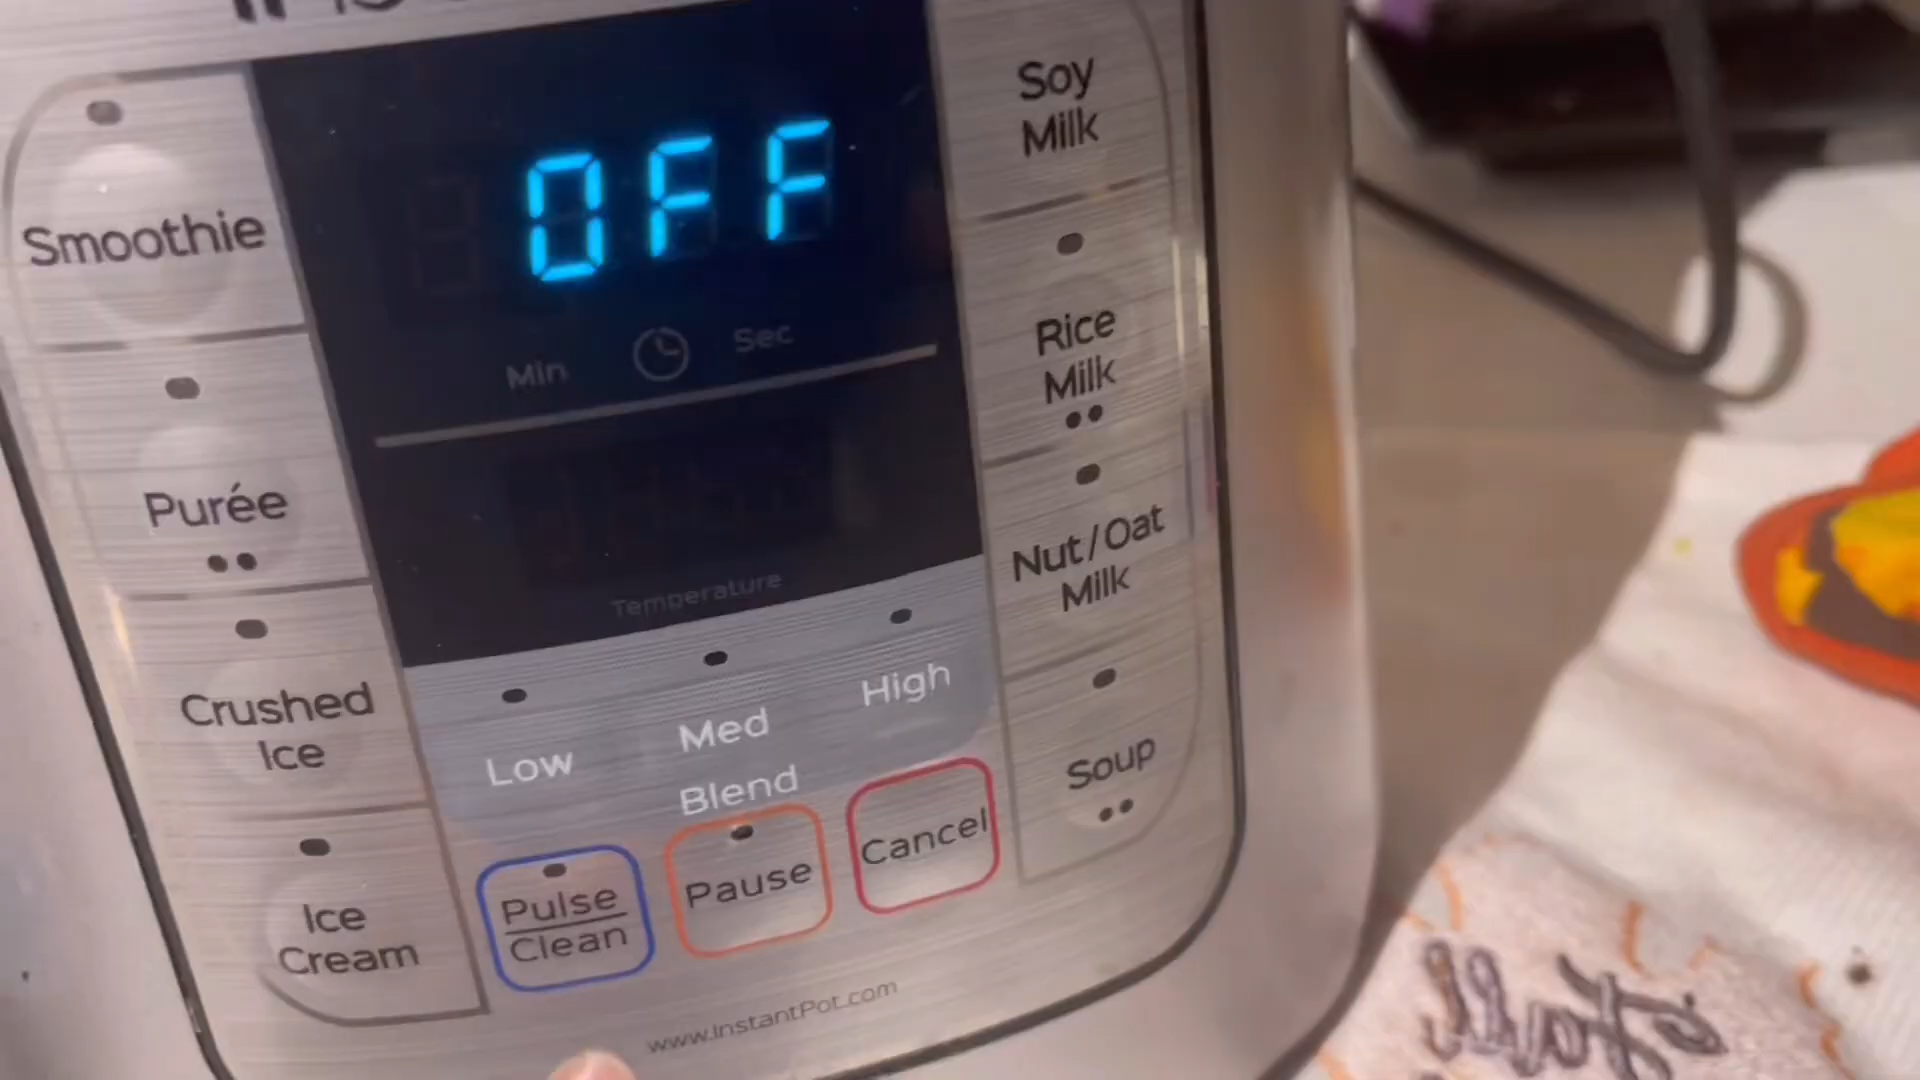 Smoothie
Purée
Crushed
Ice
Ice
Cream
OFF
Min
Sec
Temperature
Low
Med
High
Blend
Pulse
Clean
Pause
Cancel
www.InstantPot.com
Soy
Milk
Rice
Milk
Nut/Oat
Milk
Soup